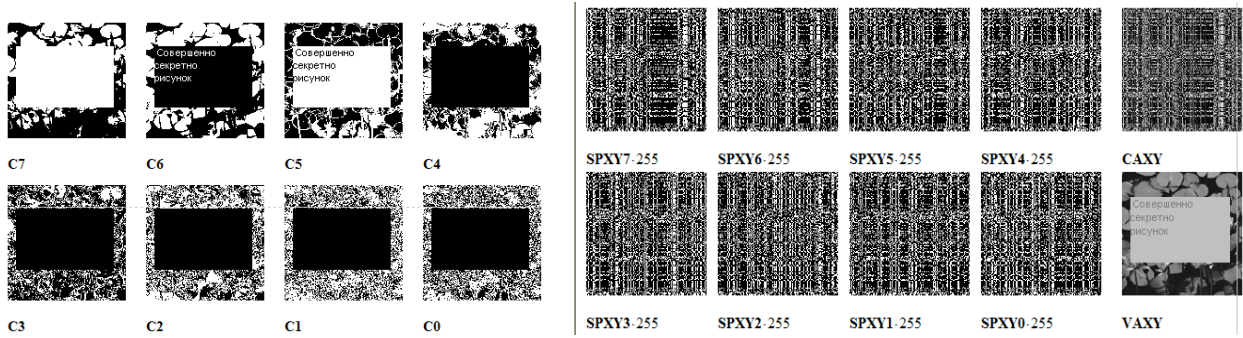 Совершенно
секретно
рисунок
Совершенно
секретно
рисунок
C7 C6 C5 C4
SPXY7·255 SPXY6·255 SPXY5·255 SPXY4·255 CAXY
Совершенно
секретно
рисунок
C3 C2 C1 C0
SPXY3·255 SPXY2·255 SPXY1·255 SPXY0·255 VAXY